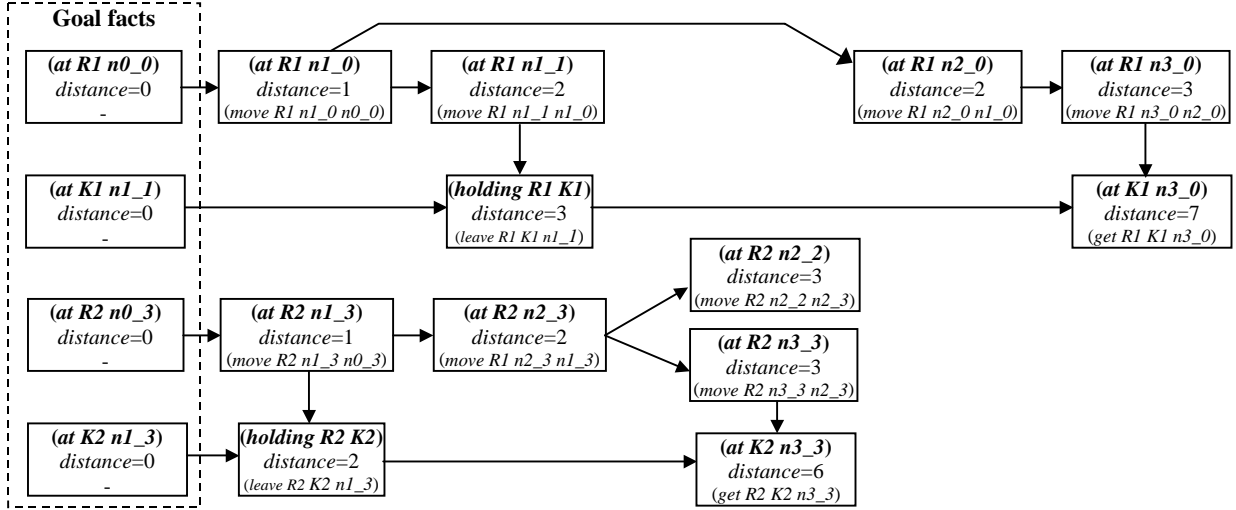 Goal facts
(at R1 n0_0)
distance=0
-
(at R1 n1_0)
distance=1
(move R1 n1_0 n0_0)
(at R1 n1_1)
distance=2
(move R1 n1_1 n1_0)
(at R1 n2_0)
distance=2
(move R1 n2_0 n1_0)
(at R1 n3_0)
distance=3
(move R1 n3_0 n2_0)
(at K1 n1_1)
distance=0
-
(holding R1 K1)
distance=3
(leave R1 K1 n1_1)
(at K1 n3_0)
distance=7
(get R1 K1 n3_0)
(at R2 n2_2)
distance=3
(move R2 n2_2 n2_3)
(at R2 n0_3)
distance=0
-
(at R2 n1_3)
distance=1
(move R2 n1_3 n0_3)
(at R2 n2_3)
distance=2
(move R1 n2_3 n1_3)
(at R2 n3_3)
distance=3
(move R2 n3_3 n2_3)
(at K2 n1_3)
distance=0
-
(holding R2 K2)
distance=2
(leave R2 K2 n1_3)
(at K2 n3_3)
distance=6
(get R2 K2 n3_3)